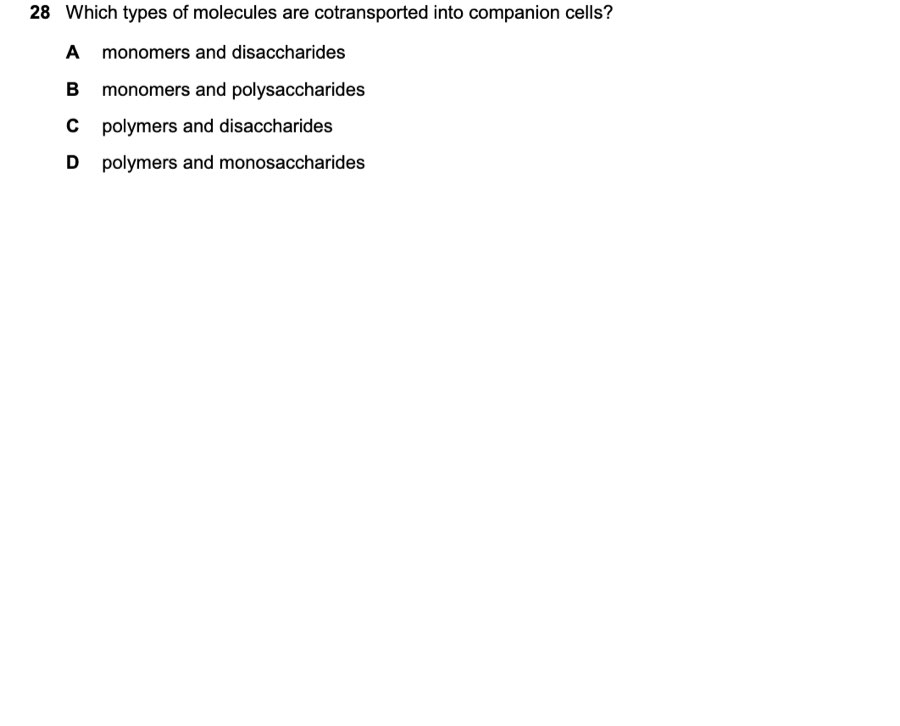 28 Which types of molecules are cotransported into companion cells?
A monomers and disaccharides
B monomers and polysaccharides
C polymers and disaccharides
D polymers and monosaccharides